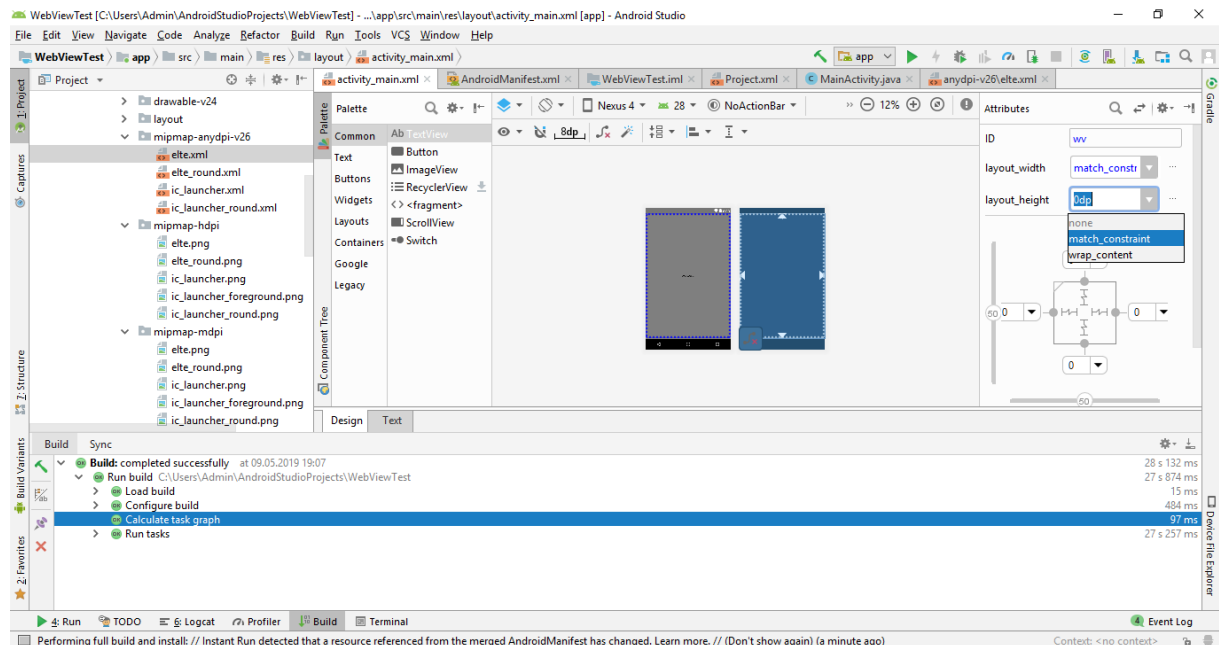 WebViewTest [C:\Users\Admin\AndroidStudioProjects\WebViewTest] - ...\app\src\main\res\layout\activity_main.xml [app] - Android Studio
File Edit View Navigate Code Analyze Refactor Build Run Tools VCS Window Help
WebViewTest app src main res layout activity_main.xml
app
1: Project
Captures
Z: Structure
Build Variants
2: Favorites
Project
drawable-v24
layout
mipmap-anydpi-v26
elte.xml
elte_round.xml
ic_launcher.xml
ic_launcher_round.xml
mipmap-hdpi
elte.png
elte_round.png
ic_launcher.png
ic_launcher_foreground.png
ic_launcher_round.png
mipmap-mdpi
elte.png
elte_round.png
ic_launcher.png
ic_launcher_foreground.png
ic_launcher_round.png
activity_main.xml AndroidManifest.xml WebViewTest.iml Project.xml MainActivity.java anydpi-v26\elte.xml
Palette
Component Tree
Palette
Common
Text
Buttons
Widgets
Layouts
Containers
Google
Legacy
Ab TextView
Button
ImageView
RecyclerView
<fragment>
ScrollView
Switch
Nexus 4 28 NoActionBar » 12%
8dp
Attributes
ID wv
layout_width match_constr ...
layout_height 0dp ...
none
match_constraint
wrap_content
50 0 0
0
50
Gradle
Device File Explorer
Design Text
Build Sync
Build: completed successfully at 09.05.2019 19:07 28 s 132 ms
Run build C:\Users\Admin\AndroidStudioProjects\WebViewTest 27 s 874 ms
Load build 15 ms
Configure build 484 ms
Calculate task graph 97 ms
Run tasks 27 s 257 ms
4: Run TODO 6: Logcat Profiler Build Terminal 4 Event Log
Performing full build and install: // Instant Run detected that a resource referenced from the merged AndroidManifest has changed. Learn more. // (Don't show again) (a minute ago) Context: <no context>